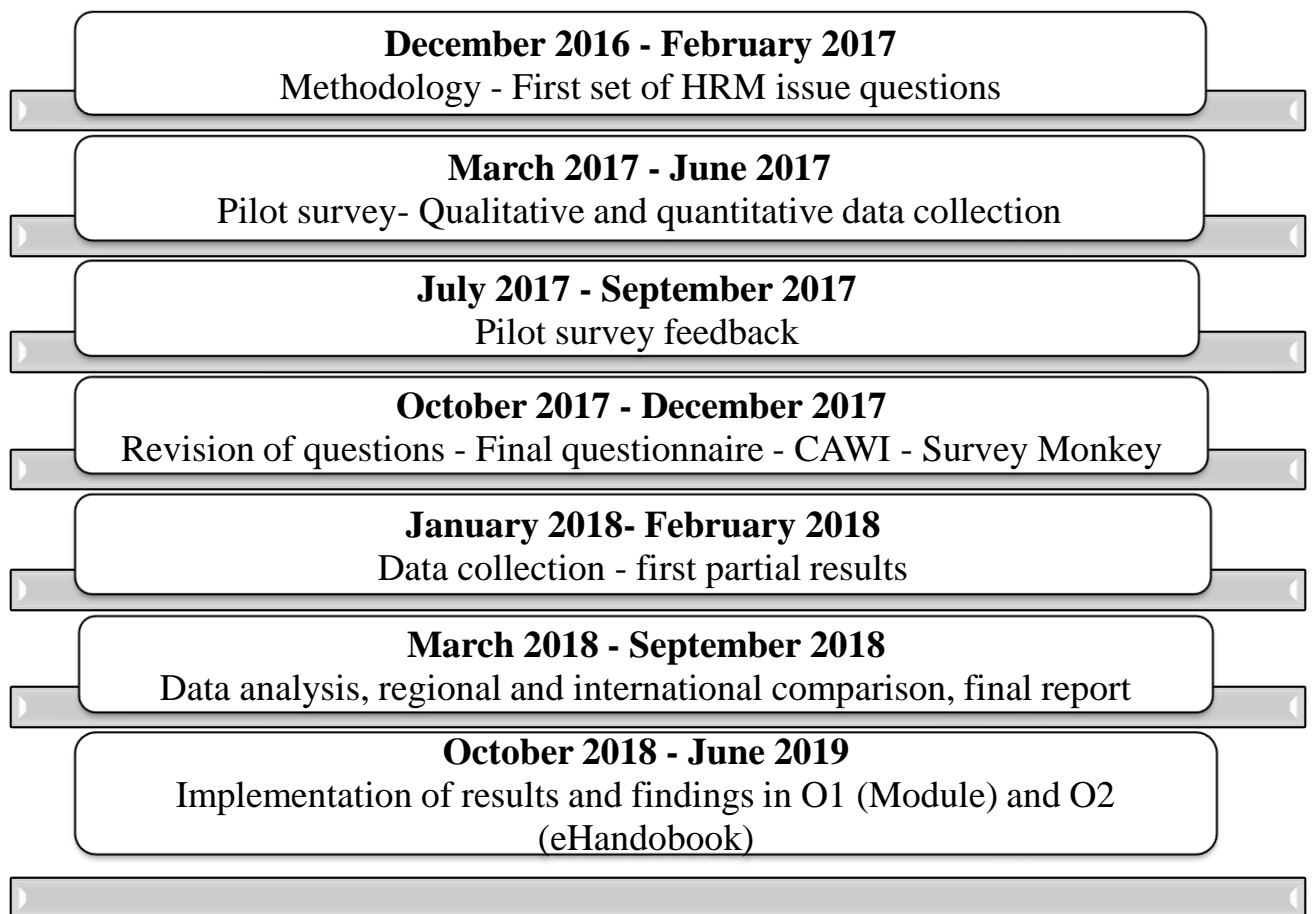 December 2016 - February 2017
Methodology - First set of HRM issue questions
March 2017 - June 2017
Pilot survey- Qualitative and quantitative data collection
July 2017 - September 2017
Pilot survey feedback
October 2017 - December 2017
Revision of questions - Final questionnaire - CAWI - Survey Monkey
January 2018- February 2018
Data collection - first partial results
March 2018 - September 2018
Data analysis, regional and international comparison, final report
October 2018 - June 2019
Implementation of results and findings in O1 (Module) and O2
(eHandobook)